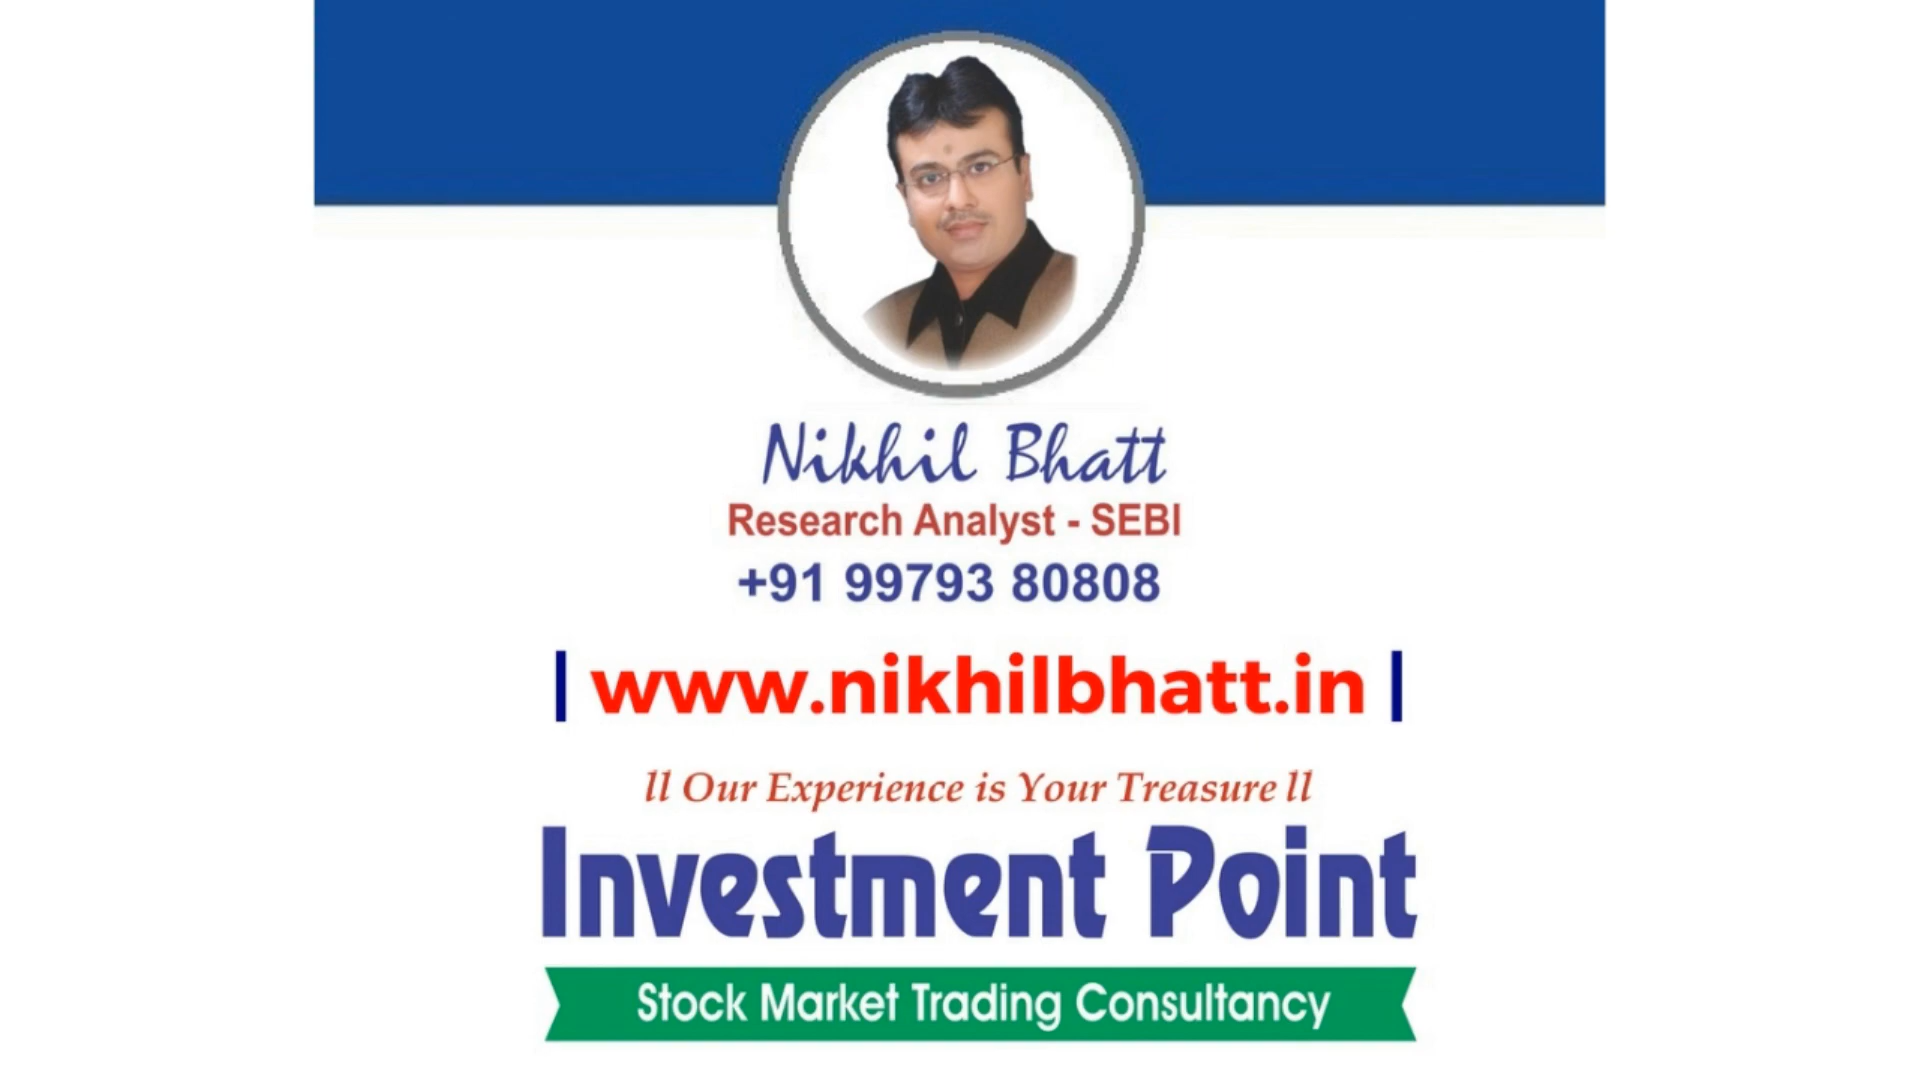 Nikhil Bhatt
Research Analyst - SEBI
+91 99793 80808
| www.nikhilbhatt.in |
ll Our Experience is Your Treasure ll
Investment Point
Stock Market Trading Consultancy